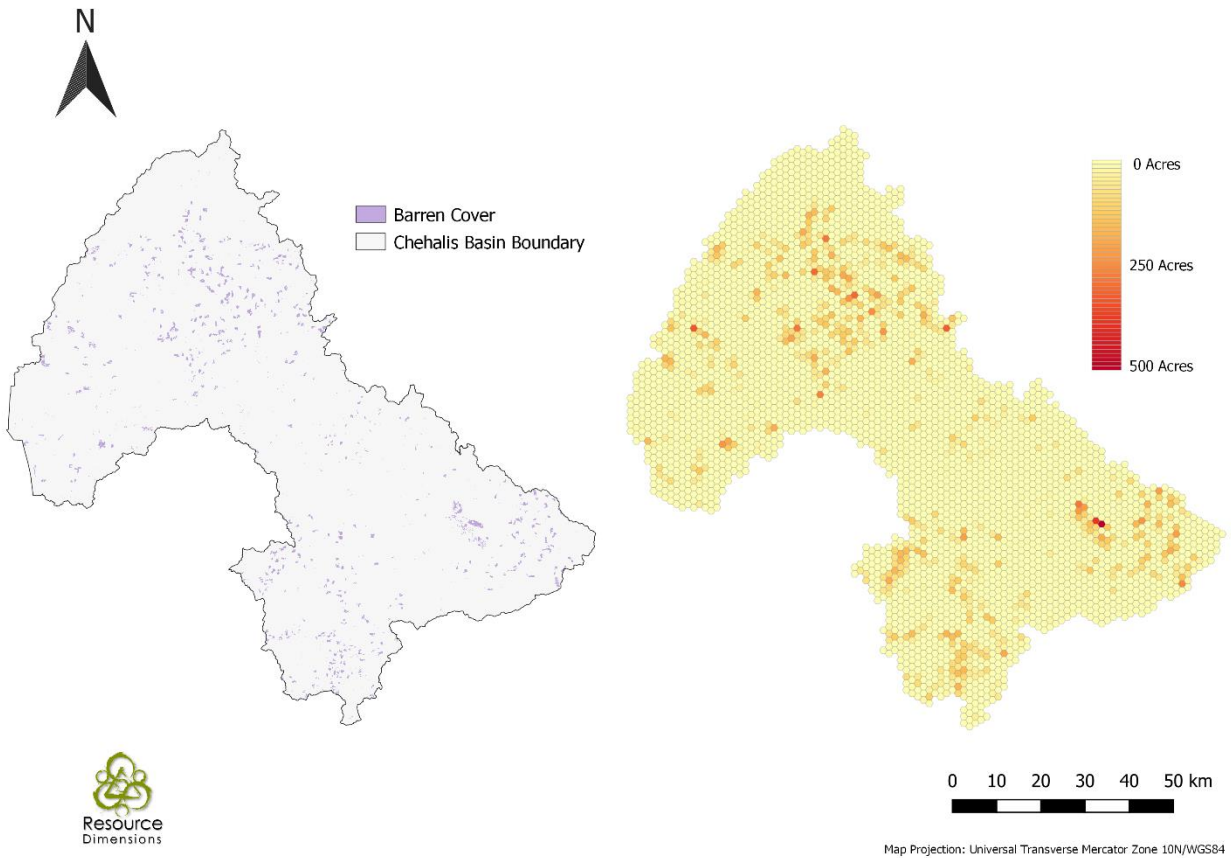 N
Barren Cover
Chehalis Basin Boundary
0 Acres
250 Acres
500 Acres
Resource
Dimensions
0 10 20 30 40 50 km
Map Projection: Universal Transverse Mercator Zone 10N/WGS84